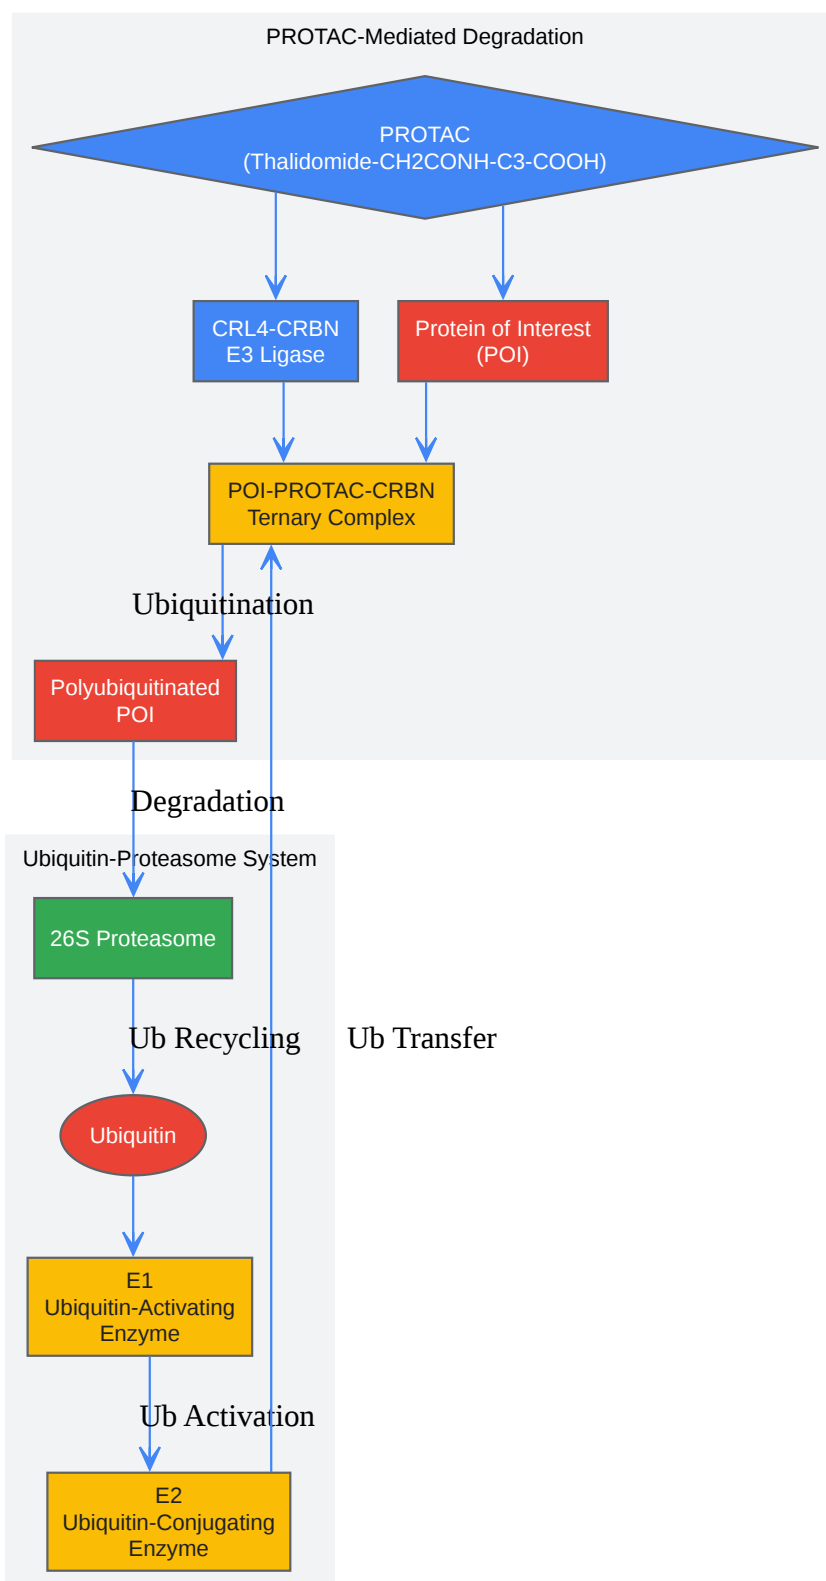 PROTAC-Mediated Degradation
PROTAC
(Thalidomide-CH2CONH-C3-COOH)
CRL4-CRBN
E3 Ligase
Protein of Interest
(POI)
POI-PROTAC-CRBN
Ternary Complex
Ubiquitination
Polyubiquitinated
POI
Degradation
Ubiquitin-Proteasome System
26S Proteasome
Ub Recycling
Ub Transfer
Ubiquitin
E1
Ubiquitin-Activating
Enzyme
Ub Activation
E2
Ubiquitin-Conjugating
Enzyme